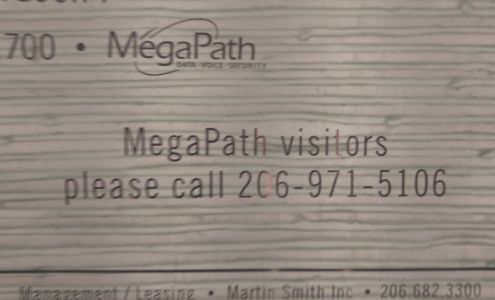 700 • MegaPath
DATA·VOICE·SECURITY
MegaPath visitors
please call 206-971-5106
Management / Leasing • Martin Smith Inc • 206.682.3300